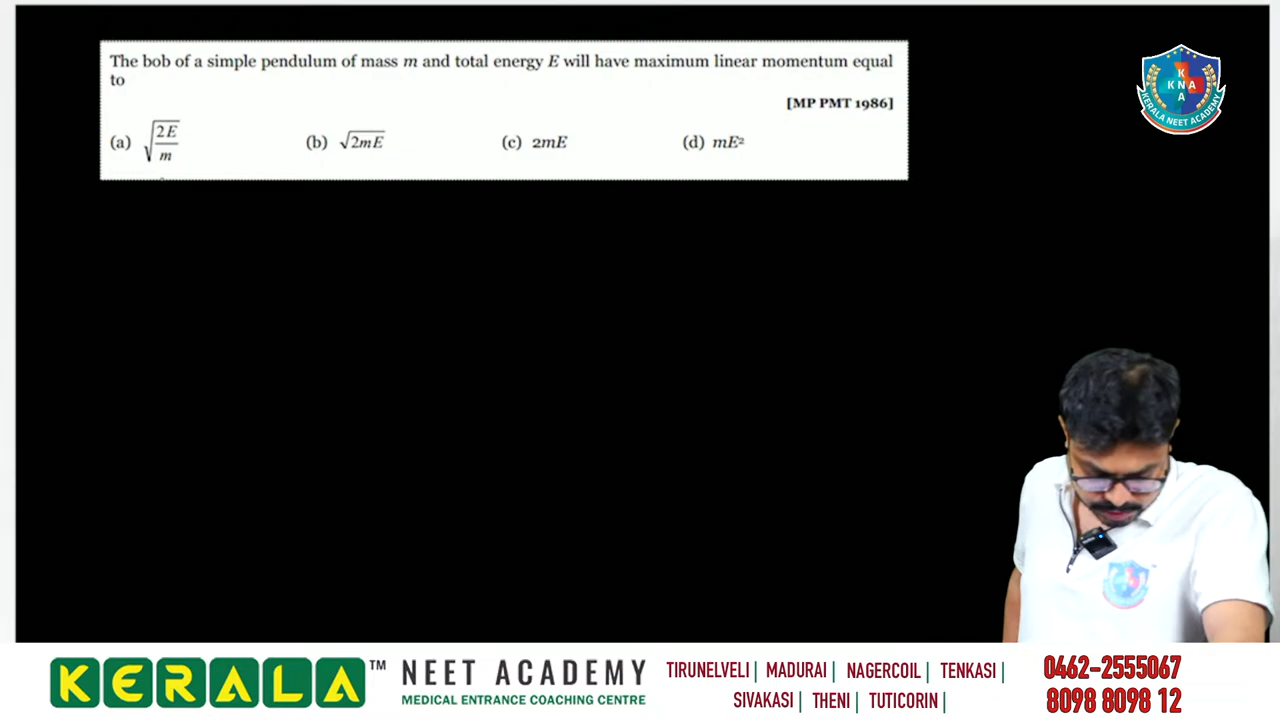 The bob of a simple pendulum of mass m and total energy E will have maximum linear momentum equal
to
[MP PMT 1986]
(a) √(2E/m) (b) √2mE (c) 2mE (d) mE²
K
KNA
A
KERALA NEET ACADEMY
KERALA™ NEET ACADEMY
MEDICAL ENTRANCE COACHING CENTRE
TIRUNELVELI | MADURAI | NAGERCOIL | TENKASI |
SIVAKASI | THENI | TUTICORIN |
0462-2555067
8098 8098 12